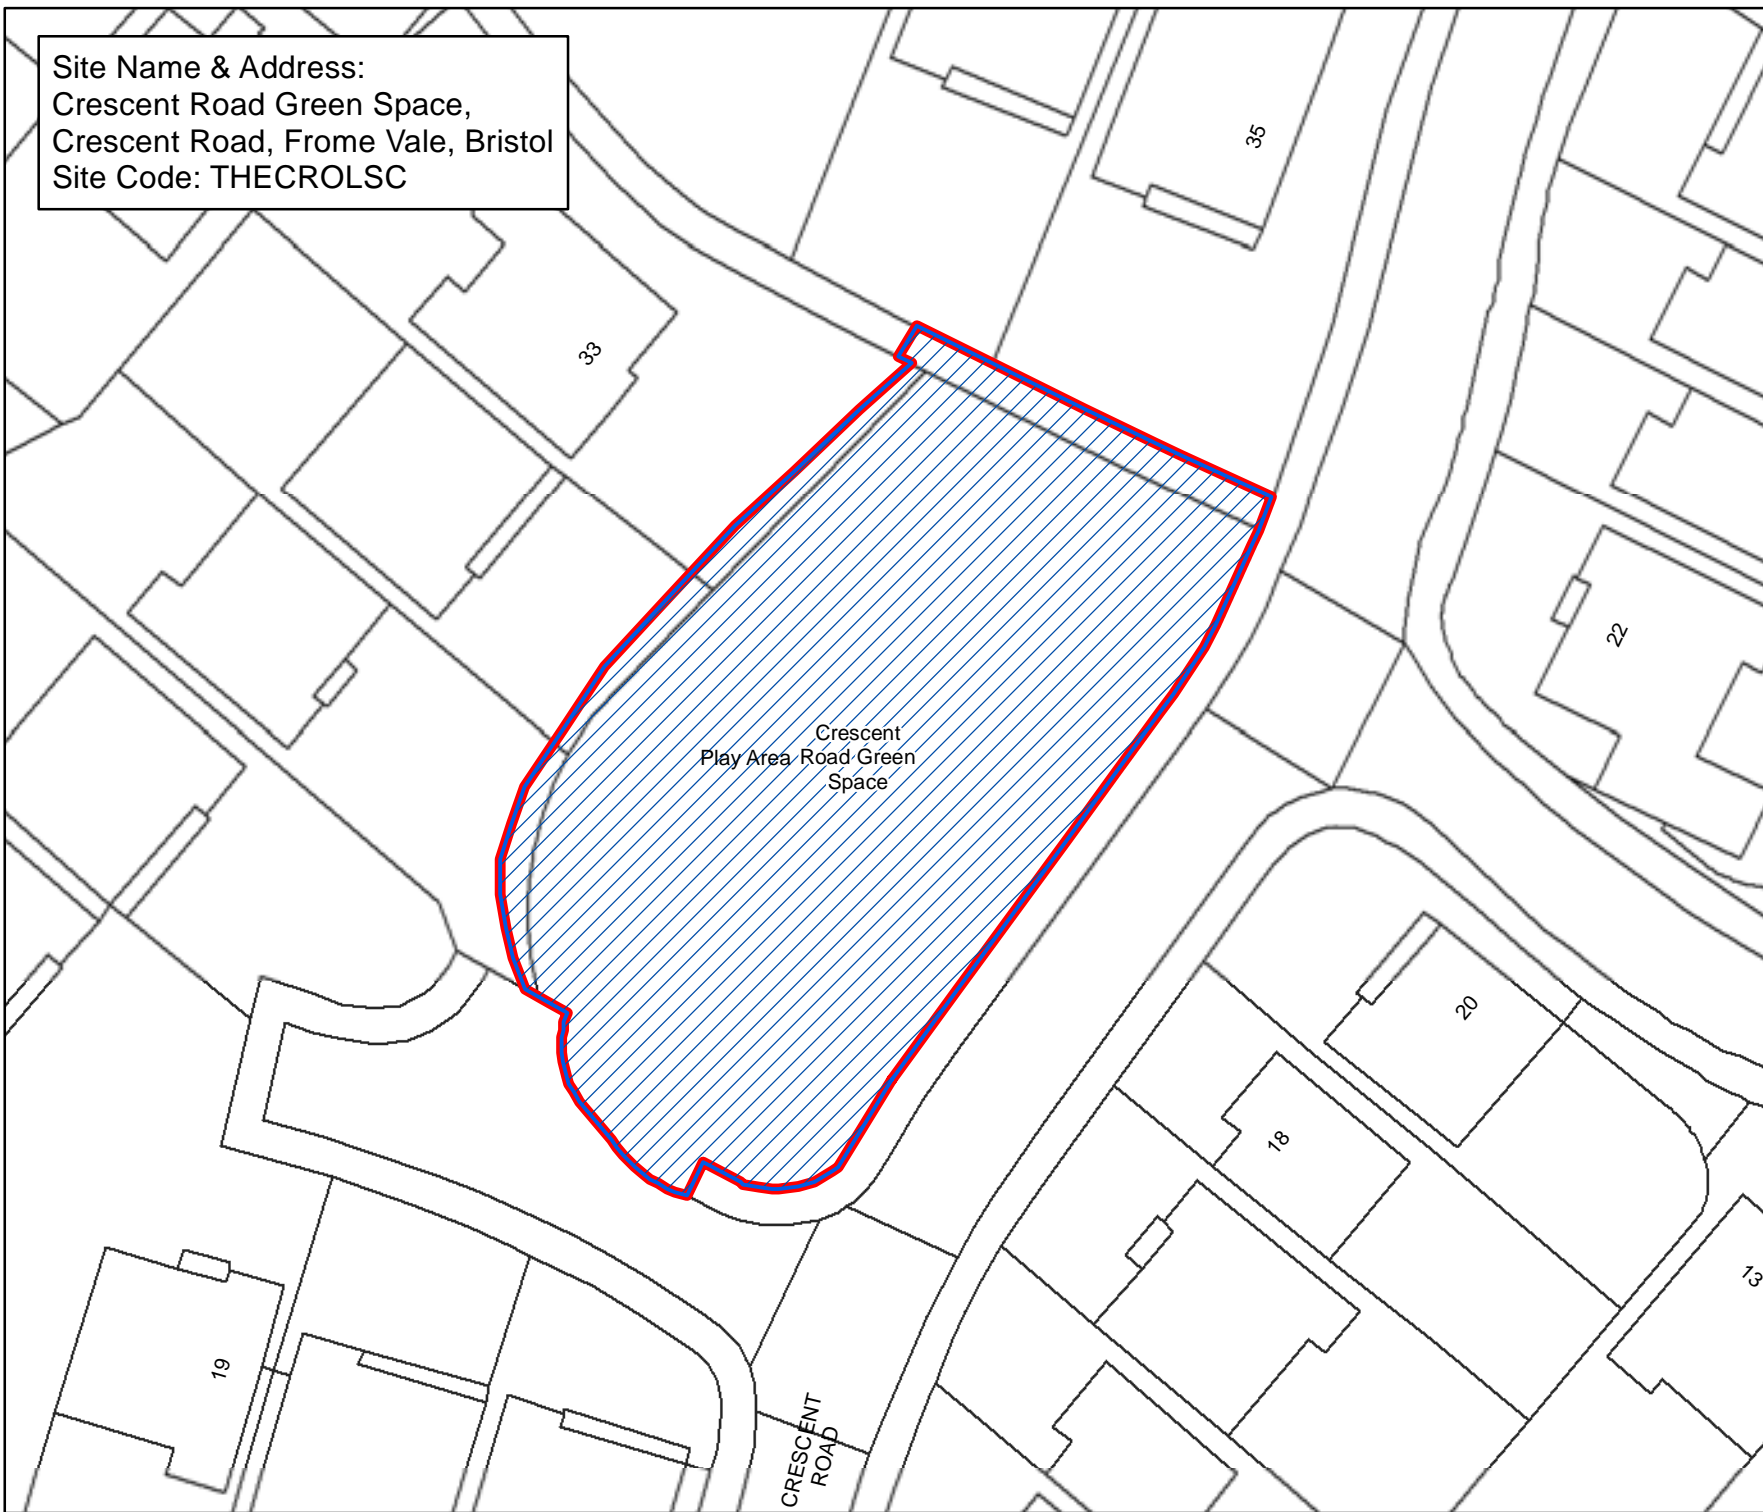 Site Name & Address:
Crescent Road Green Space,
Crescent Road, Frome Vale, Bristol
Site Code: THECROLSC
35
33
22
Crescent
Play Area Road Green
Space
20
18
13
19
CRESCENT
ROAD